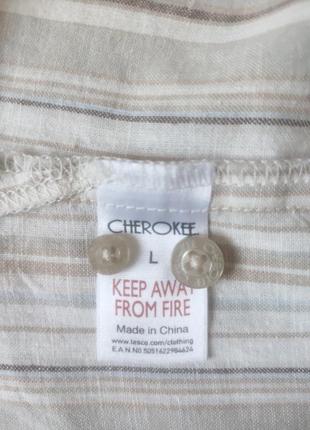 CHEROKEE
L
KEEP AWAY
FROM FIRE
Made in China
www.tesco.com/clothing
E.A.N.NO 5051622984624